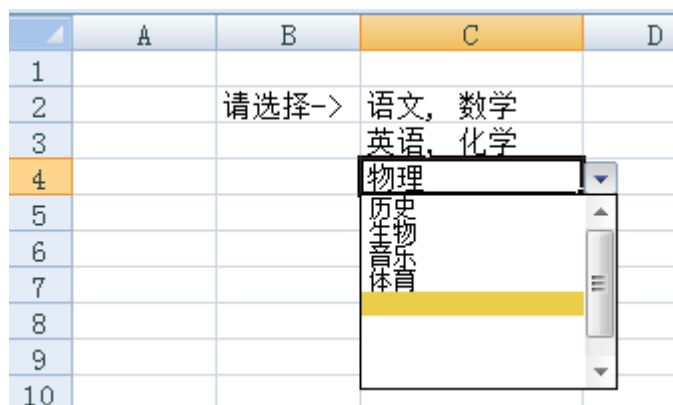 A B C D
1
2 请选择-> 语文, 数学
3 英语, 化学
4 物理
5 历史
生物
6 音乐
7 体育
8
9
10